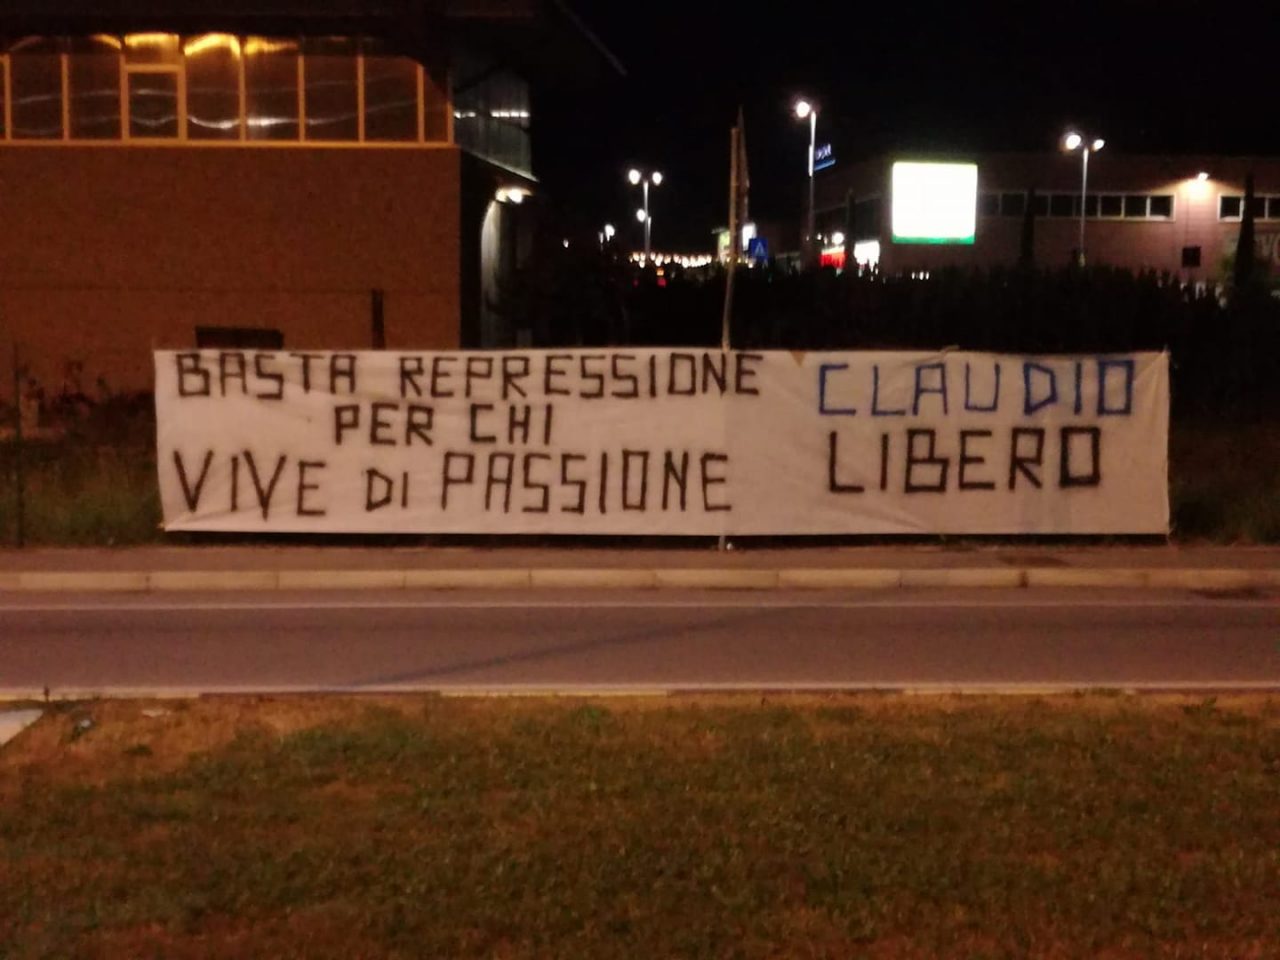 BASTA REPRESSIONE
PER CHI
VIVE DI PASSIONE
CLAUDIO
LIBERO